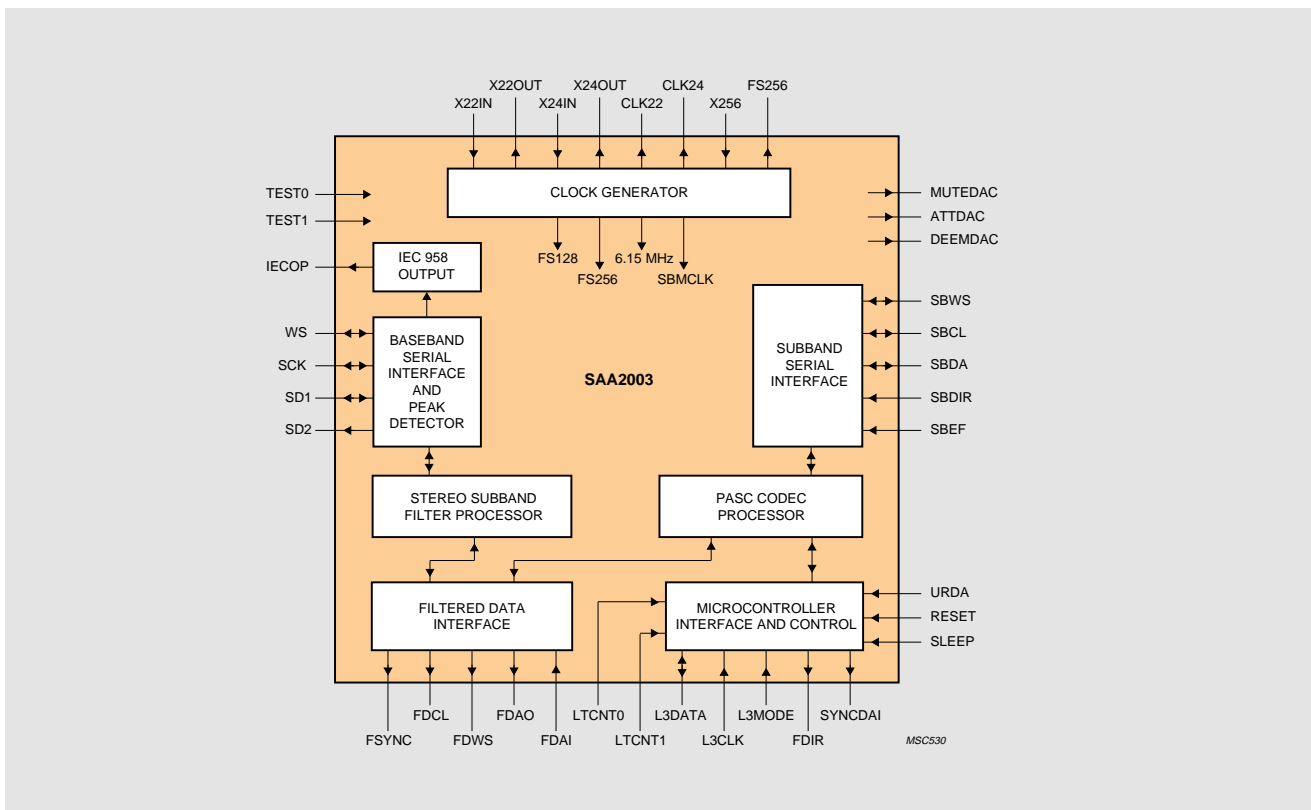 X22OUT X24OUT CLK24 FS256
X22IN X24IN CLK22 X256
CLOCK GENERATOR
TEST0
TEST1
MUTEDAC
ATTDAC
DEEMDAC
FS128 6.15 MHz
FS256 SBMCLK
IECOP
IEC 958
OUTPUT
WS
SCK
SD1
SD2
BASEBAND
SERIAL
INTERFACE
AND
PEAK
DETECTOR
SAA2003
SUBBAND
SERIAL
INTERFACE
SBWS
SBCL
SBDA
SBDIR
SBEF
STEREO SUBBAND
FILTER PROCESSOR
PASC CODEC
PROCESSOR
FILTERED DATA
INTERFACE
MICROCONTROLLER
INTERFACE AND CONTROL
URDA
RESET
SLEEP
FDCL FDAO LTCNT0 L3DATA L3MODE SYNCDAI
FSYNC FDWS FDAI LTCNT1 L3CLK FDIR MSC530